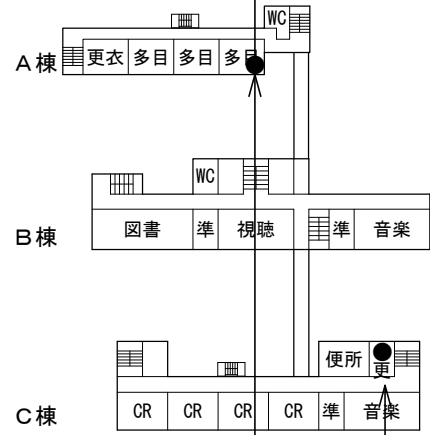 WC
A棟 更衣 多目 多目 多目
WC
B棟 図書 準 視聴 準 音楽
便所 更
C棟 CR CR CR CR 準 音楽